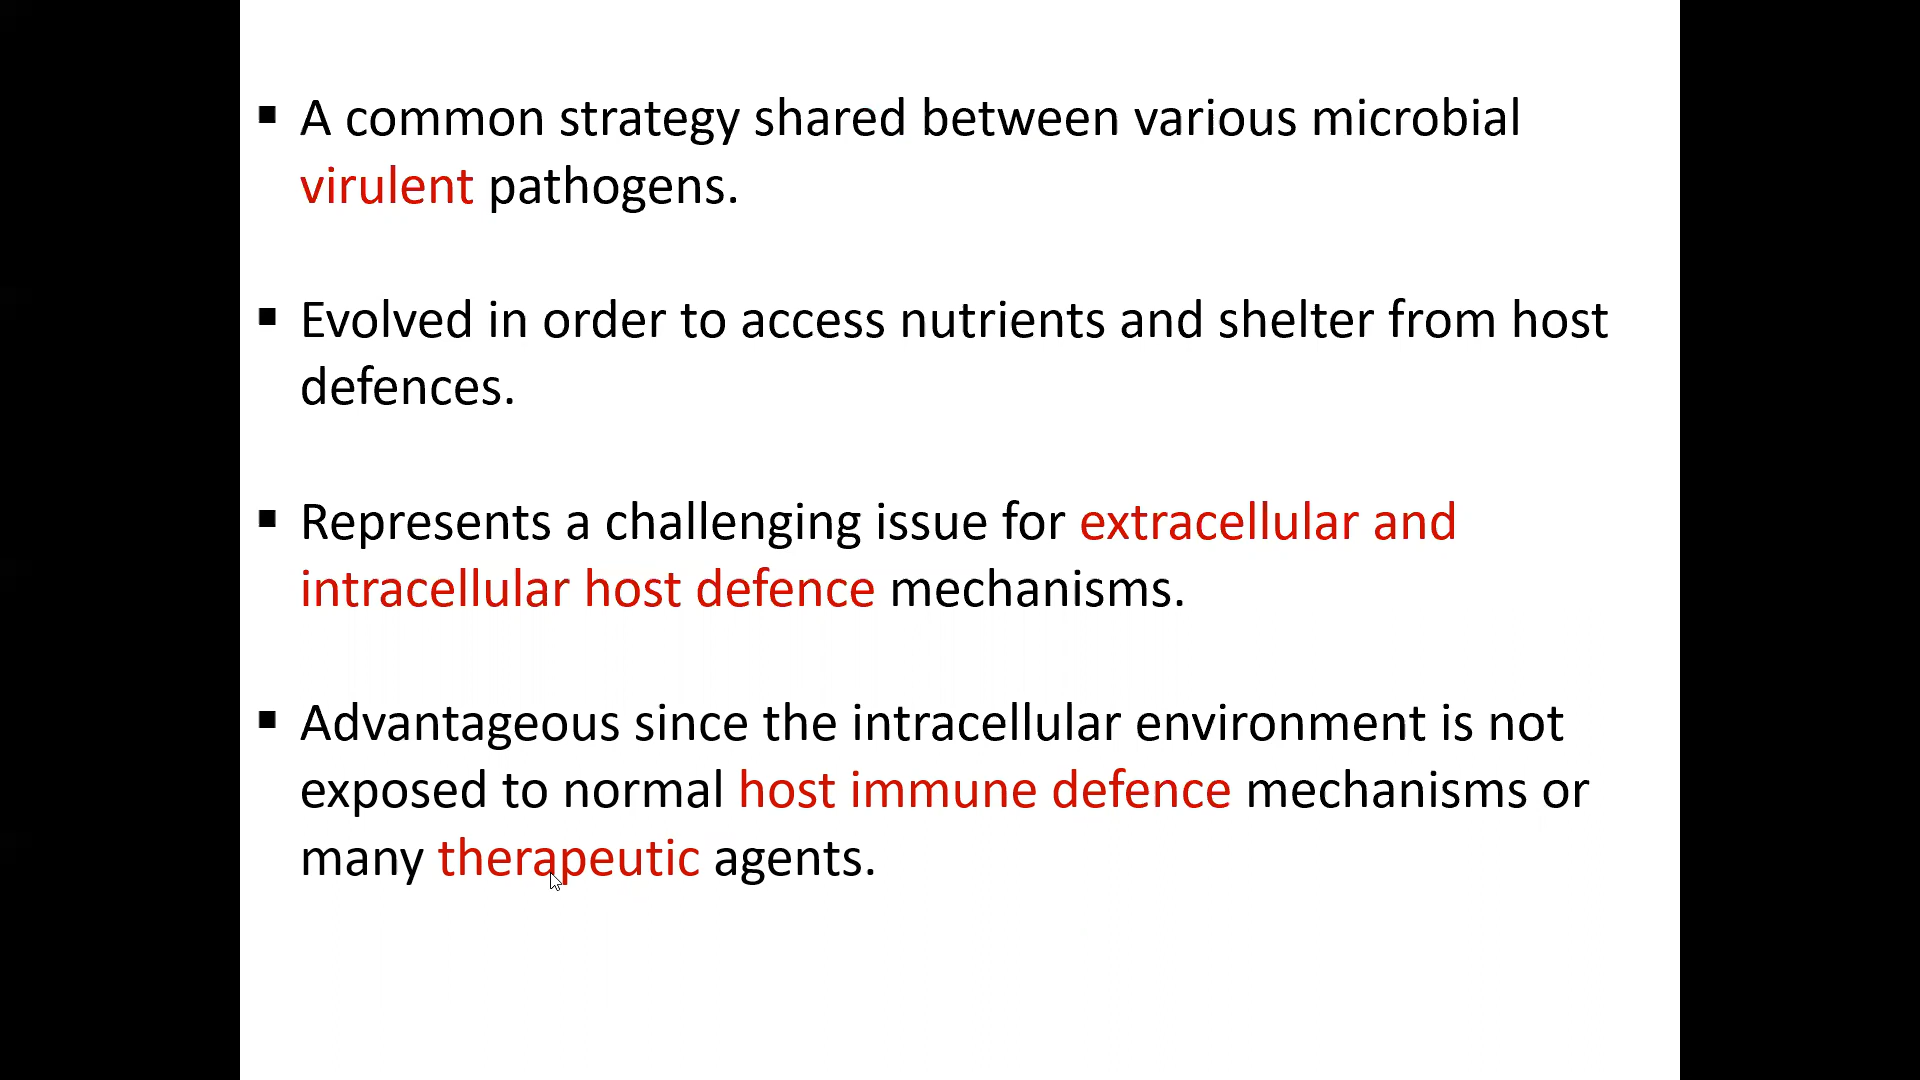 ▪ A common strategy shared between various microbial
virulent pathogens.
▪ Evolved in order to access nutrients and shelter from host
defences.
▪ Represents a challenging issue for extracellular and
intracellular host defence mechanisms.
▪ Advantageous since the intracellular environment is not
exposed to normal host immune defence mechanisms or
many therapeutic agents.